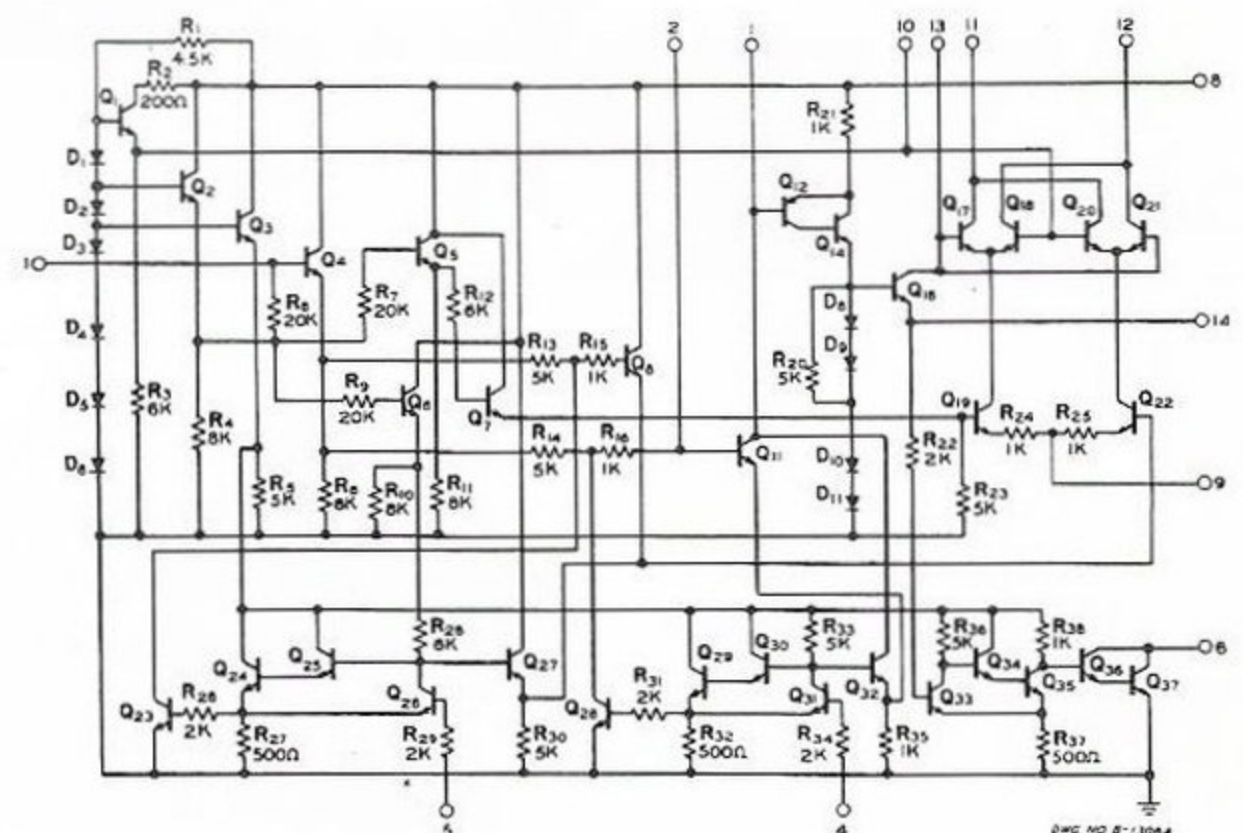 R1
4.5K
R2
200Ω
Q1
2
1
10
13
11
12
8
D1
D2
D3
Q2
Q3
1
Q4
Q5
R21
1K
Q12
Q14
Q17
Q18
Q20
Q21
R6
20K
R7
20K
R12
8K
D8
D9
Q16
14
D4
D5
D6
R3
6K
R4
8K
R9
20K
Q6
Q7
R13
5K
R15
1K
Q8
R20
5K
Q19
R24
1K
R25
1K
Q22
R5
5K
R8
8K
R10
8K
R11
8K
R14
5K
R16
1K
Q11
D10
D11
R22
2K
R23
5K
9
Q24
Q25
R28
8K
Q27
Q29
Q30
R33
5K
R36
5K
R38
1K
6
Q34
Q35
Q36
Q37
Q23
R26
2K
R27
500Ω
Q26
R29
2K
R30
5K
Q28
R31
2K
R32
500Ω
Q31
R34
2K
Q32
R35
1K
Q33
R37
500Ω
5
4